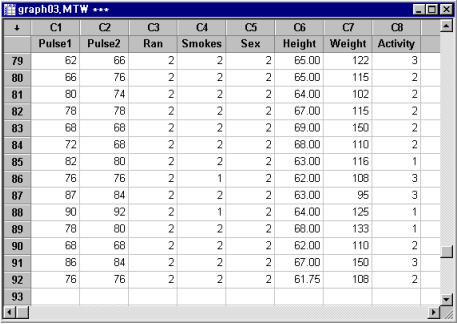 graph03.MTW ***
↓ C1 C2 C3 C4 C5 C6 C7 C8
Pulse1 Pulse2 Ran Smokes Sex Height Weight Activity
79 62 66 2 2 2 65.00 122 3
80 66 76 2 2 2 65.00 115 2
81 80 74 2 2 2 64.00 102 2
82 78 78 2 2 2 67.00 115 2
83 68 68 2 2 2 69.00 150 2
84 72 68 2 2 2 68.00 110 2
85 82 80 2 2 2 63.00 116 1
86 76 76 2 1 2 62.00 108 3
87 87 84 2 2 2 63.00 95 3
88 90 92 2 1 2 64.00 125 1
89 78 80 2 2 2 68.00 133 1
90 68 68 2 2 2 62.00 110 2
91 86 84 2 2 2 67.00 150 3
92 76 76 2 2 2 61.75 108 2
93